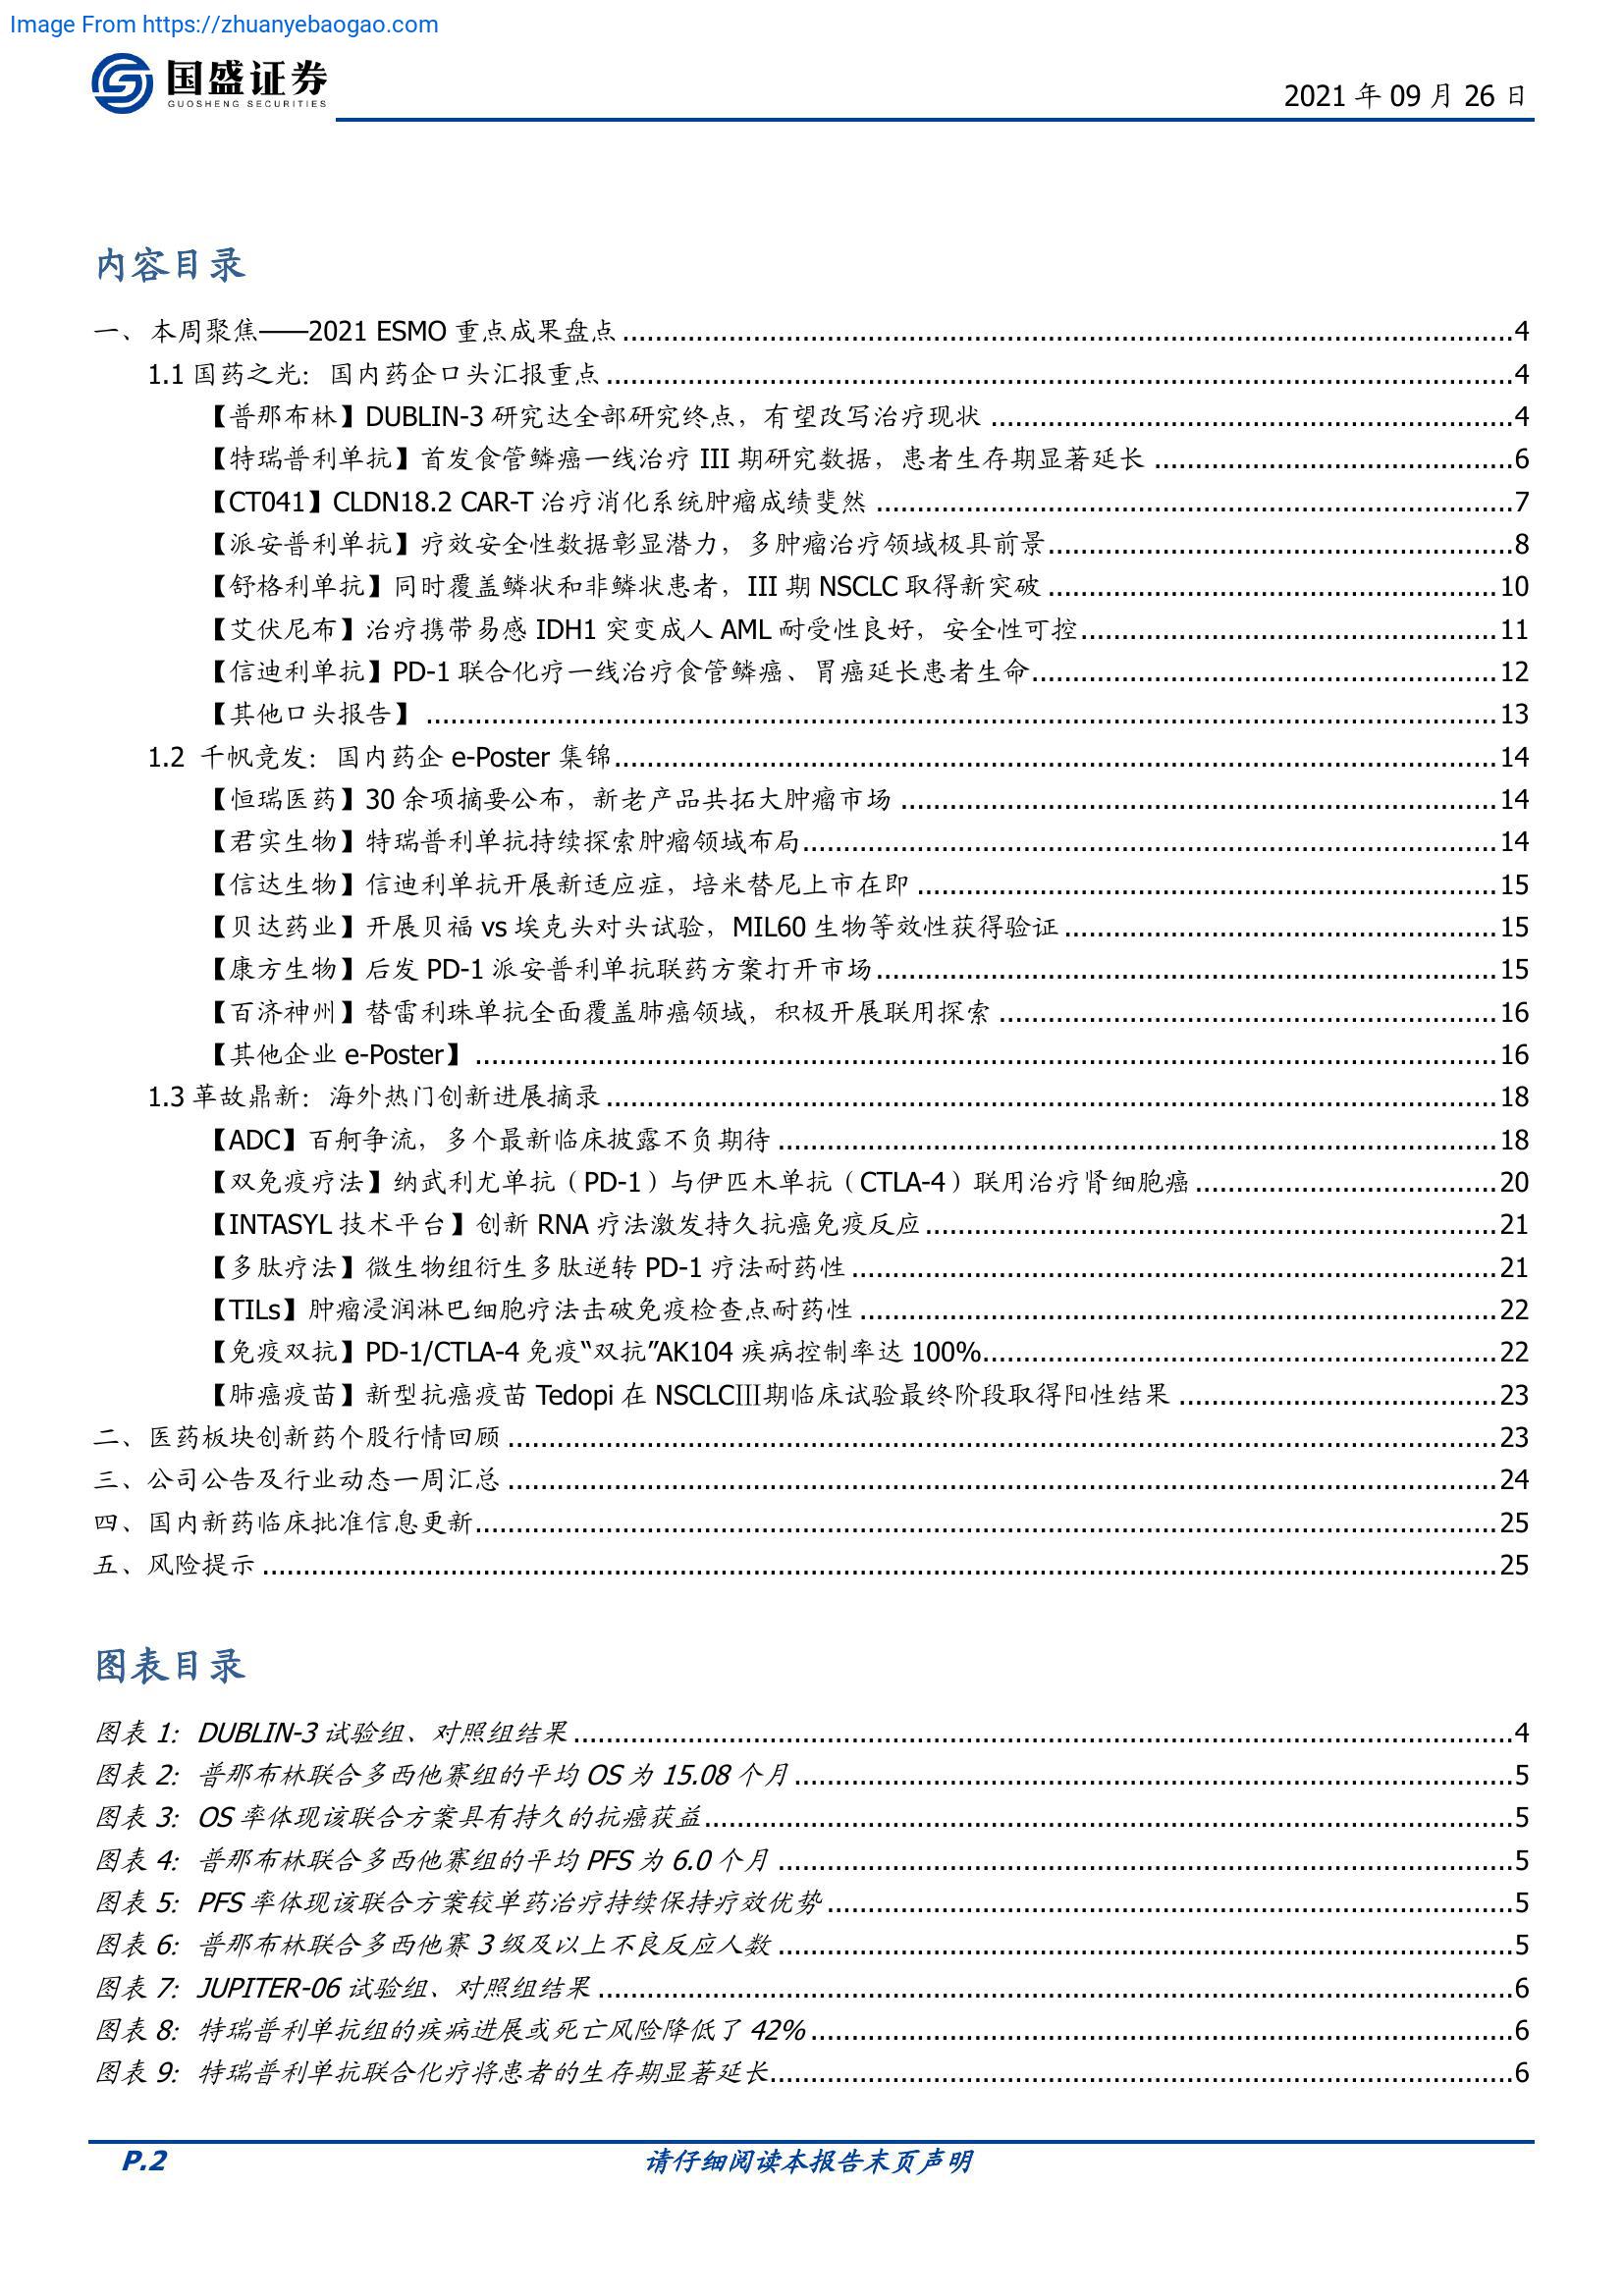 Image From https://zhuanyebaogao.com
国盛证券
GUOSHENG SECURITIES
2021 年 09 月 26 日
内容目录
一、本周聚焦——2021 ESMO 重点成果盘点 4
1.1 国药之光：国内药企口头汇报重点 4
【普那布林】DUBLIN-3 研究达全部研究终点，有望改写治疗现状 4
【特瑞普利单抗】首发食管鳞癌一线治疗 III 期研究数据，患者生存期显著延长 6
【CT041】CLDN18.2 CAR-T 治疗消化系统肿瘤成绩斐然 7
【派安普利单抗】疗效安全性数据彰显潜力，多肿瘤治疗领域极具前景 8
【舒格利单抗】同时覆盖鳞状和非鳞状患者，III 期 NSCLC 取得新突破 10
【艾伏尼布】治疗携带易感 IDH1 突变成人 AML 耐受性良好，安全性可控 11
【信迪利单抗】PD-1 联合化疗一线治疗食管鳞癌、胃癌延长患者生命 12
【其他口头报告】 13
1.2 千帆竞发：国内药企 e-Poster 集锦 14
【恒瑞医药】30 余项摘要公布，新老产品共拓大肿瘤市场 14
【君实生物】特瑞普利单抗持续探索肿瘤领域布局 14
【信达生物】信迪利单抗开展新适应症，培米替尼上市在即 15
【贝达药业】开展贝福 vs 埃克头对头试验，MIL60 生物等效性获得验证 15
【康方生物】后发 PD-1 派安普利单抗联药方案打开市场 15
【百济神州】替雷利珠单抗全面覆盖肺癌领域，积极开展联用探索 16
【其他企业 e-Poster】 16
1.3 革故鼎新：海外热门创新进展摘录 18
【ADC】百舸争流，多个最新临床披露不负期待 18
【双免疫疗法】纳武利尤单抗（PD-1）与伊匹木单抗（CTLA-4）联用治疗肾细胞癌 20
【INTASYL 技术平台】创新 RNA 疗法激发持久抗癌免疫反应 21
【多肽疗法】微生物组衍生多肽逆转 PD-1 疗法耐药性 21
【TILs】肿瘤浸润淋巴细胞疗法击破免疫检查点耐药性 22
【免疫双抗】PD-1/CTLA-4 免疫“双抗”AK104 疾病控制率达 100% 22
【肺癌疫苗】新型抗癌疫苗 Tedopi 在 NSCLCⅢ期临床试验最终阶段取得阳性结果 23
二、医药板块创新药个股行情回顾 23
三、公司公告及行业动态一周汇总 24
四、国内新药临床批准信息更新 25
五、风险提示 25
图表目录
图表 1：DUBLIN-3 试验组、对照组结果 4
图表 2：普那布林联合多西他赛组的平均 OS 为 15.08 个月 5
图表 3：OS 率体现该联合方案具有持久的抗癌获益 5
图表 4：普那布林联合多西他赛组的平均 PFS 为 6.0 个月 5
图表 5：PFS 率体现该联合方案较单药治疗持续保持疗效优势 5
图表 6：普那布林联合多西他赛 3 级及以上不良反应人数 5
图表 7：JUPITER-06 试验组、对照组结果 6
图表 8：特瑞普利单抗组的疾病进展或死亡风险降低了 42% 6
图表 9：特瑞普利单抗联合化疗将患者的生存期显著延长 6
P.2
请仔细阅读本报告末页声明